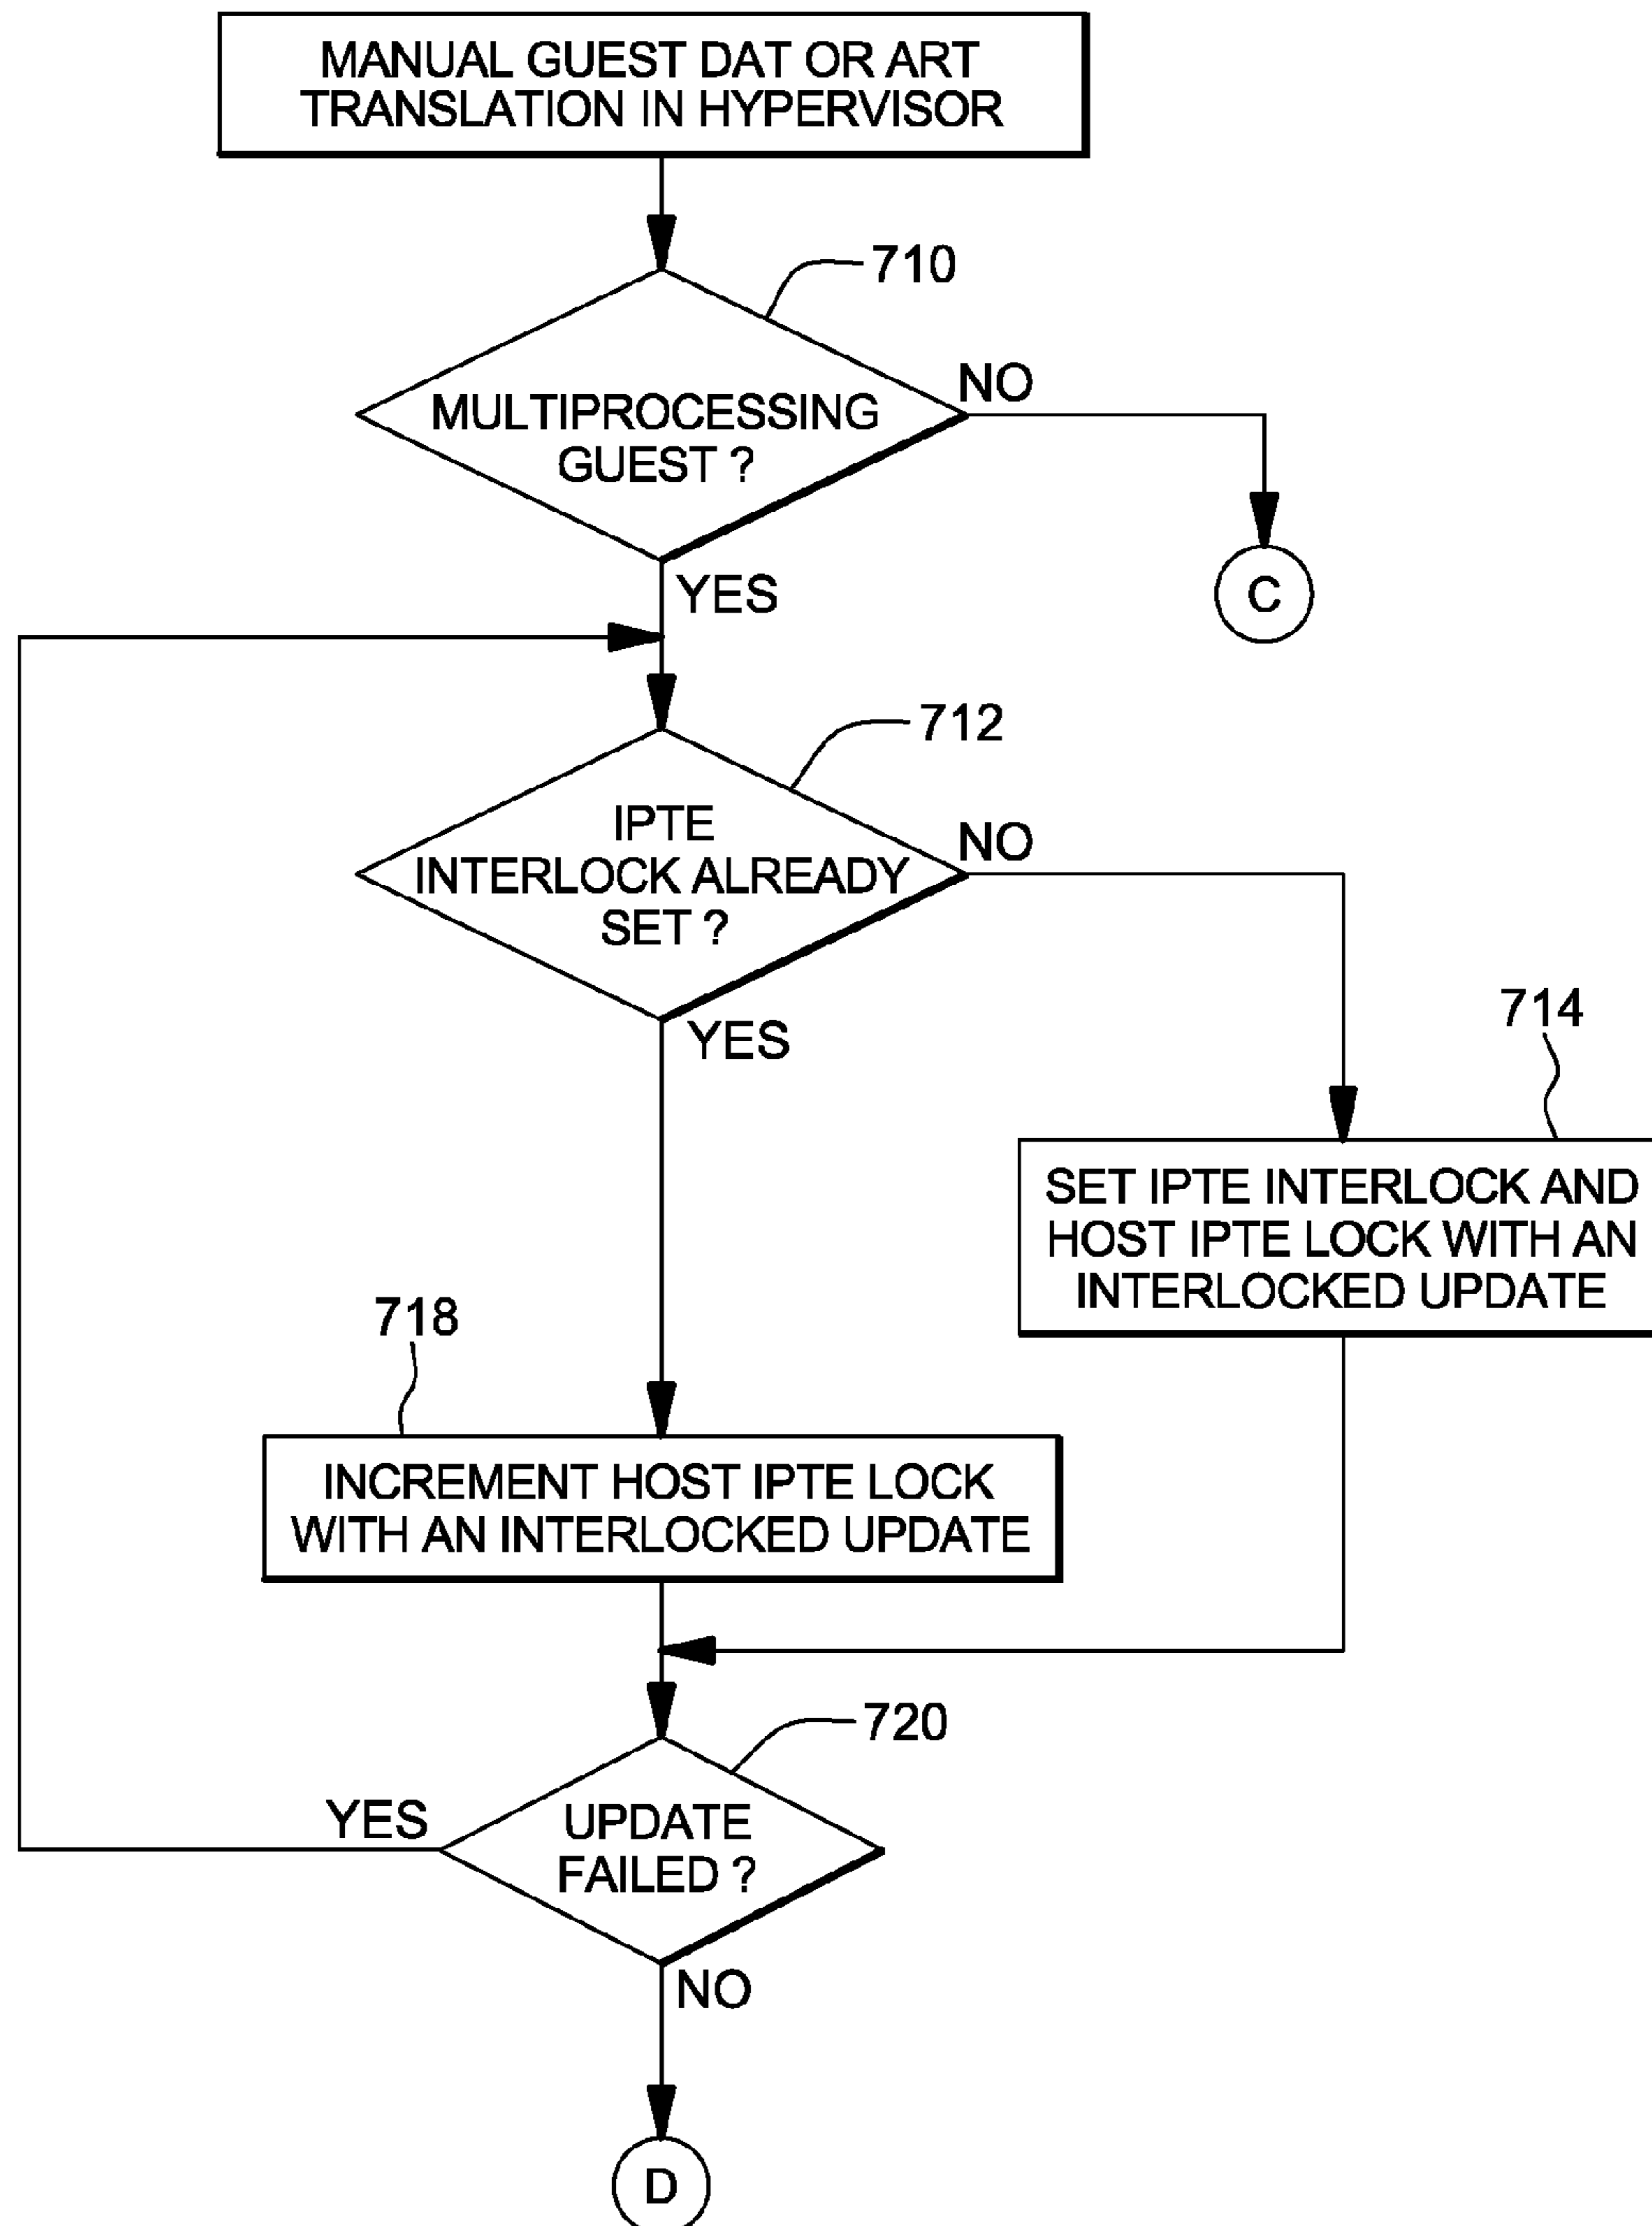 MANUAL GUEST DAT OR ART
TRANSLATION IN HYPERVISOR
710
NO
MULTIPROCESSING
GUEST ?
C
YES
712
NO
IPTE
INTERLOCK ALREADY
SET ?
YES
714
SET IPTE INTERLOCK AND
HOST IPTE LOCK WITH AN
INTERLOCKED UPDATE
718
INCREMENT HOST IPTE LOCK
WITH AN INTERLOCKED UPDATE
720
YES
UPDATE
FAILED ?
NO
D